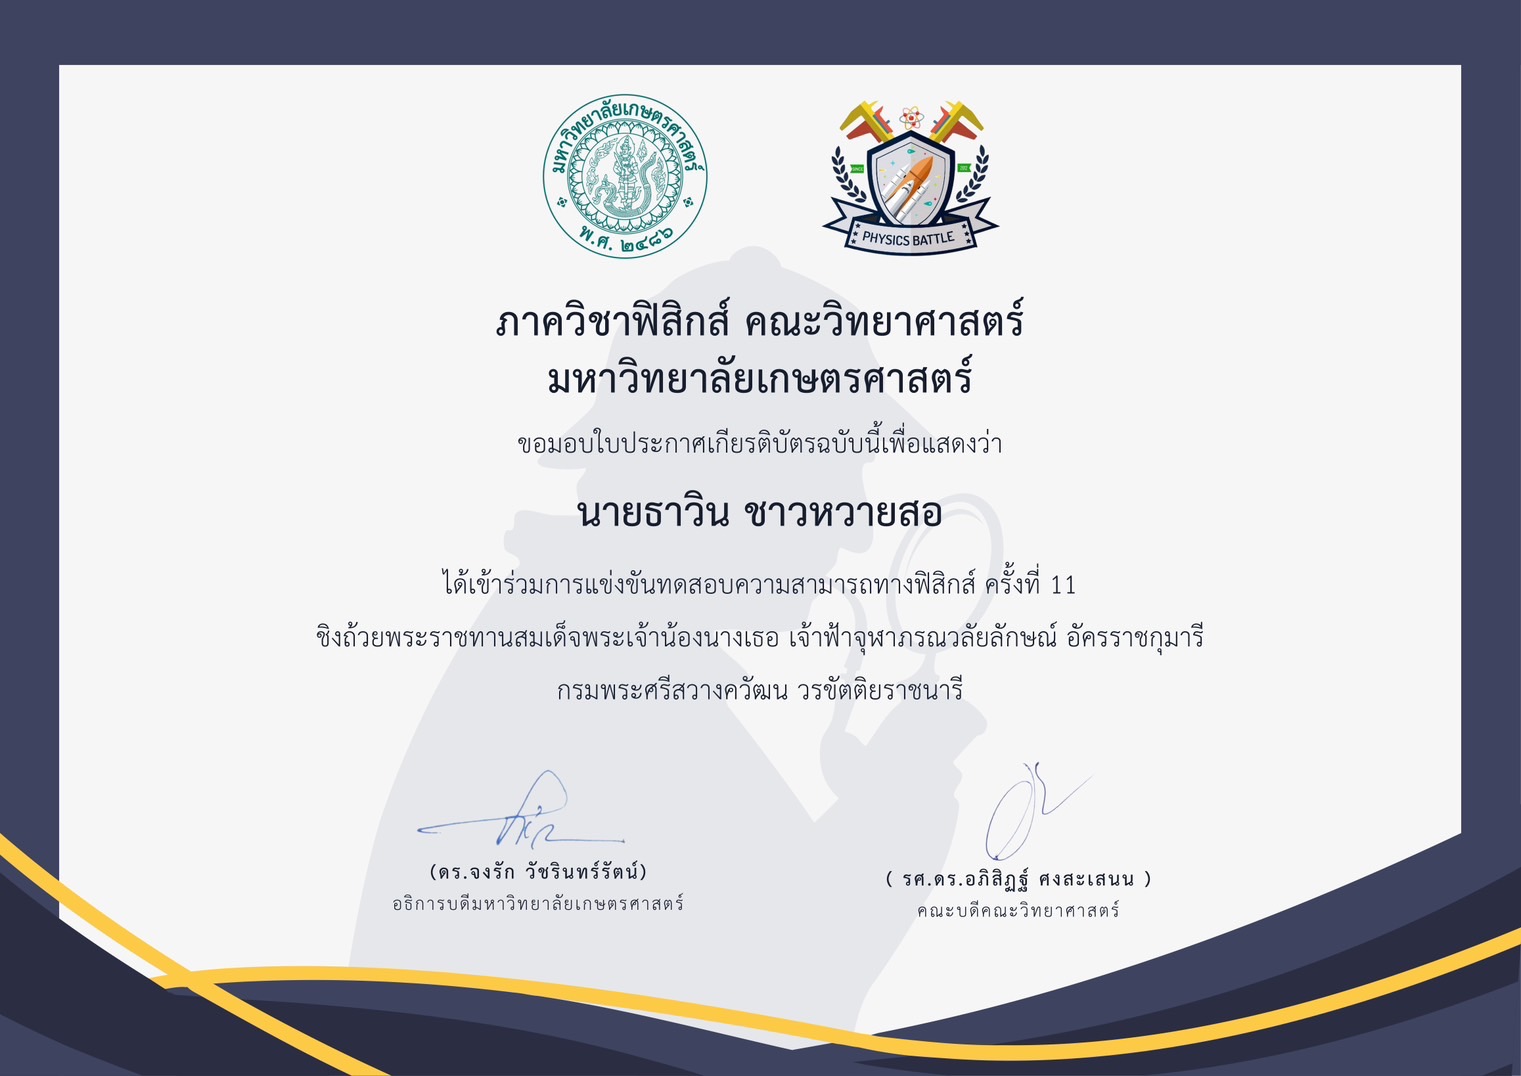 มหาวิทยาลัยเกษตรศาสตร์
พ.ศ. ๒๔๘๖
PHYSICS BATTLE
ภาควิชาฟิสิกส์ คณะวิทยาศาสตร์
มหาวิทยาลัยเกษตรศาสตร์
ขอมอบใบประกาศเกียรติบัตรฉบับนี้เพื่อแสดงว่า
นายธาวิน ชาวหวายสอ
ได้เข้าร่วมการแข่งขันทดสอบความสามารถทางฟิสิกส์ ครั้งที่ 11
ชิงถ้วยพระราชทานสมเด็จพระเจ้าน้องนางเธอ เจ้าฟ้าจุฬาภรณวลัยลักษณ์ อัครราชกุมารี
กรมพระศรีสวางควัฒน วรขัตติยราชนารี
(ดร.จงรัก วัชรินทร์รัตน์)
อธิการบดีมหาวิทยาลัยเกษตรศาสตร์
( รศ.ดร.อภิสิฏฐ์ ศงสะเสนน )
คณะบดีคณะวิทยาศาสตร์